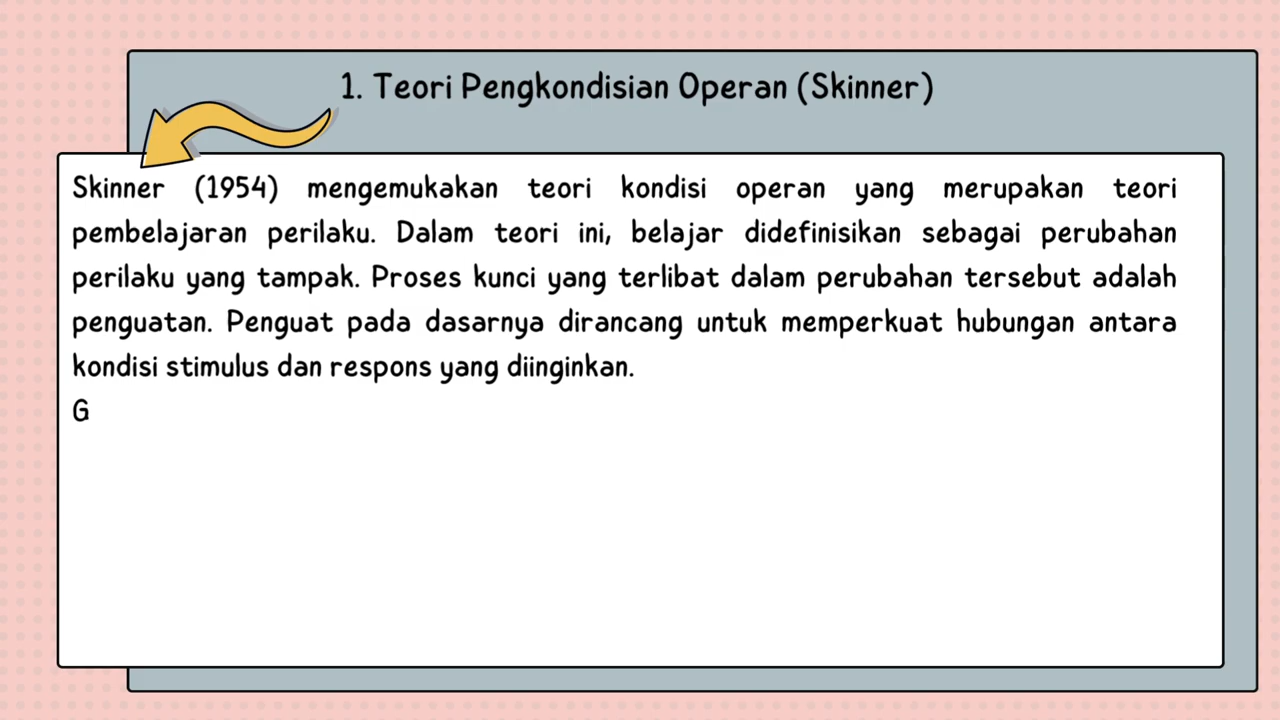 1. Teori Pengkondisian Operan (Skinner)
Skinner (1954) mengemukakan teori kondisi operan yang merupakan teori
pembelajaran perilaku. Dalam teori ini, belajar didefinisikan sebagai perubahan
perilaku yang tampak. Proses kunci yang terlibat dalam perubahan tersebut adalah
penguatan. Penguat pada dasarnya dirancang untuk memperkuat hubungan antara
kondisi stimulus dan respons yang diinginkan.
G